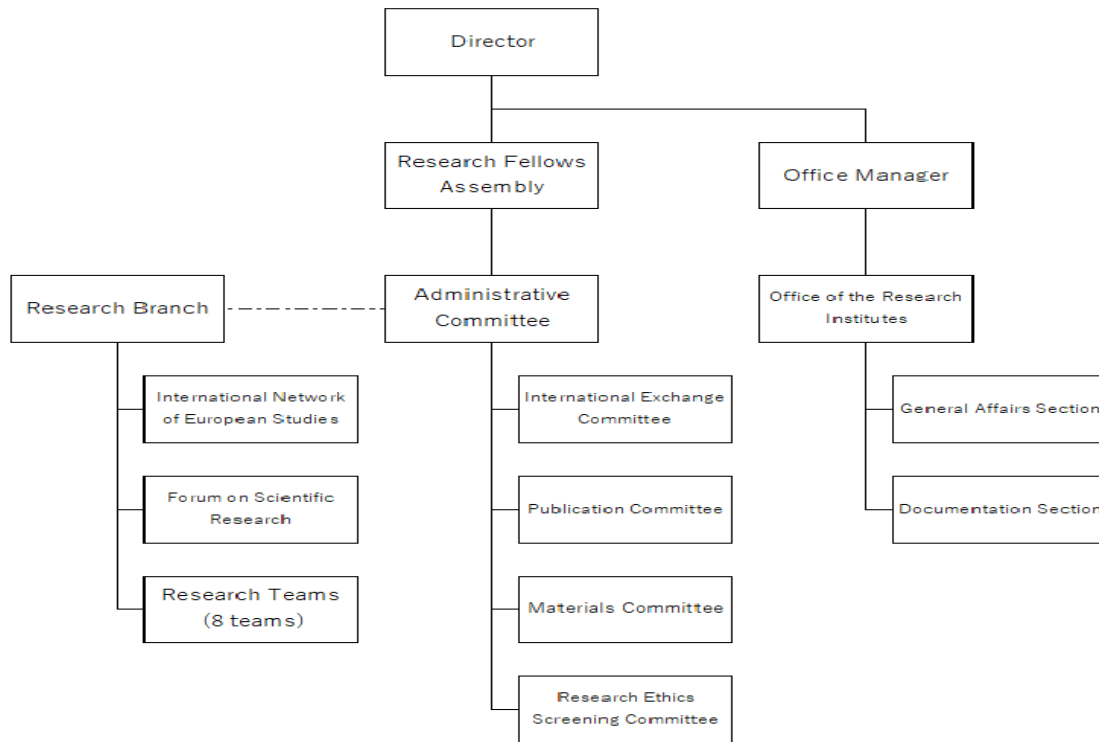 Director
Research Fellows
Assembly
Office Manager
Research Branch
Administrative
Committee
Office of the Research
Institutes
International Network
of European Studies
International Exchange
Committee
General Affairs Section
Forum on Scientific
Research
Publication Committee
Documentation Section
Research Teams
(8 teams)
Materials Committee
Research Ethics
Screening Committee